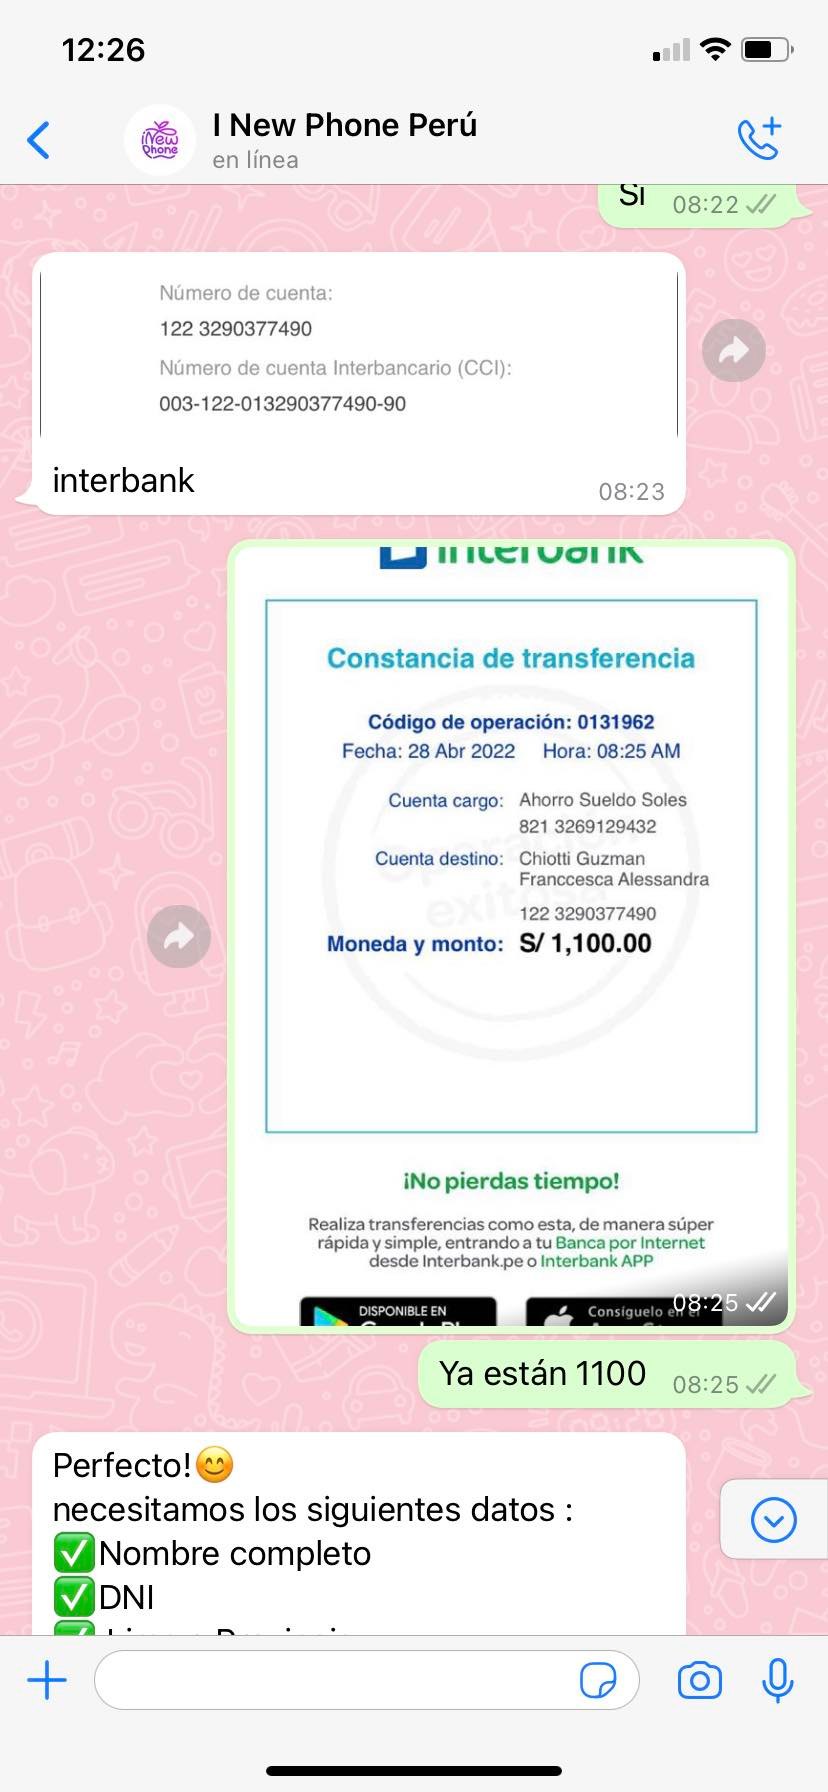 12:26
I New Phone Perú
iNew
Phone
en línea
Si 08:22
Número de cuenta:
122 3290377490
Número de cuenta Interbancario (CCI):
003-122-013290377490-90
interbank
08:23
interbank
Constancia de transferencia
Código de operación: 0131962
Fecha: 28 Abr 2022 Hora: 08:25 AM
Cuenta cargo: Ahorro Sueldo Soles
821 3269129432
Cuenta destino: Chiotti Guzman
Franccesca Alessandra
122 3290377490
Operación
exitosa
Moneda y monto: S/ 1,100.00
¡No pierdas tiempo!
Realiza transferencias como esta, de manera súper
rápida y simple, entrando a tu Banca por Internet
desde Interbank.pe o Interbank APP
DISPONIBLE EN
Consíguelo en el
08:25
Ya están 1100 08:25
Perfecto!😊
necesitamos los siguientes datos :
✅Nombre completo
✅DNI